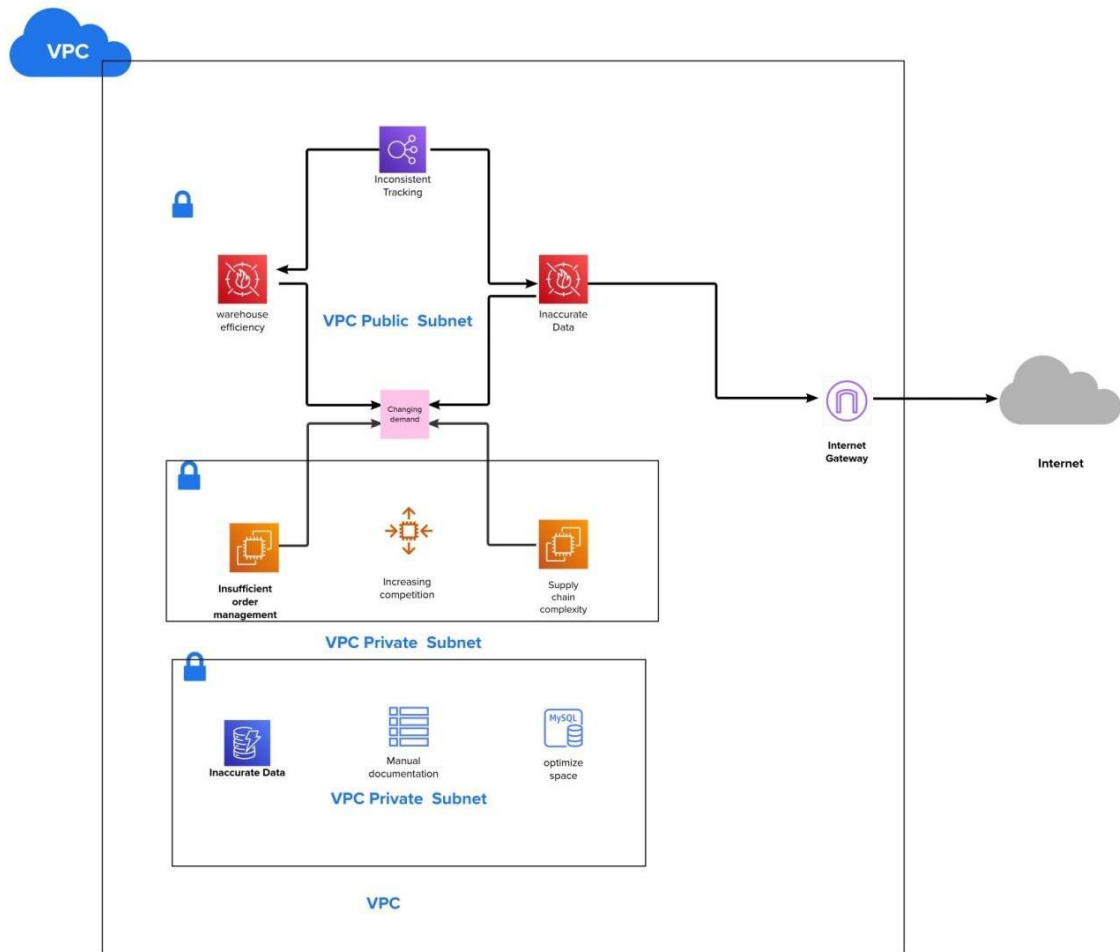 VPC
Inconsistent
Tracking
warehouse
efficiency
VPC Public Subnet
Inaccurate
Data
Changing
demand
Internet
Gateway
Internet
Insufficient
order
management
Increasing
competition
Supply
chain
complexity
VPC Private Subnet
Inaccurate Data
Manual
documentation
MySQL
optimize
space
VPC Private Subnet
VPC